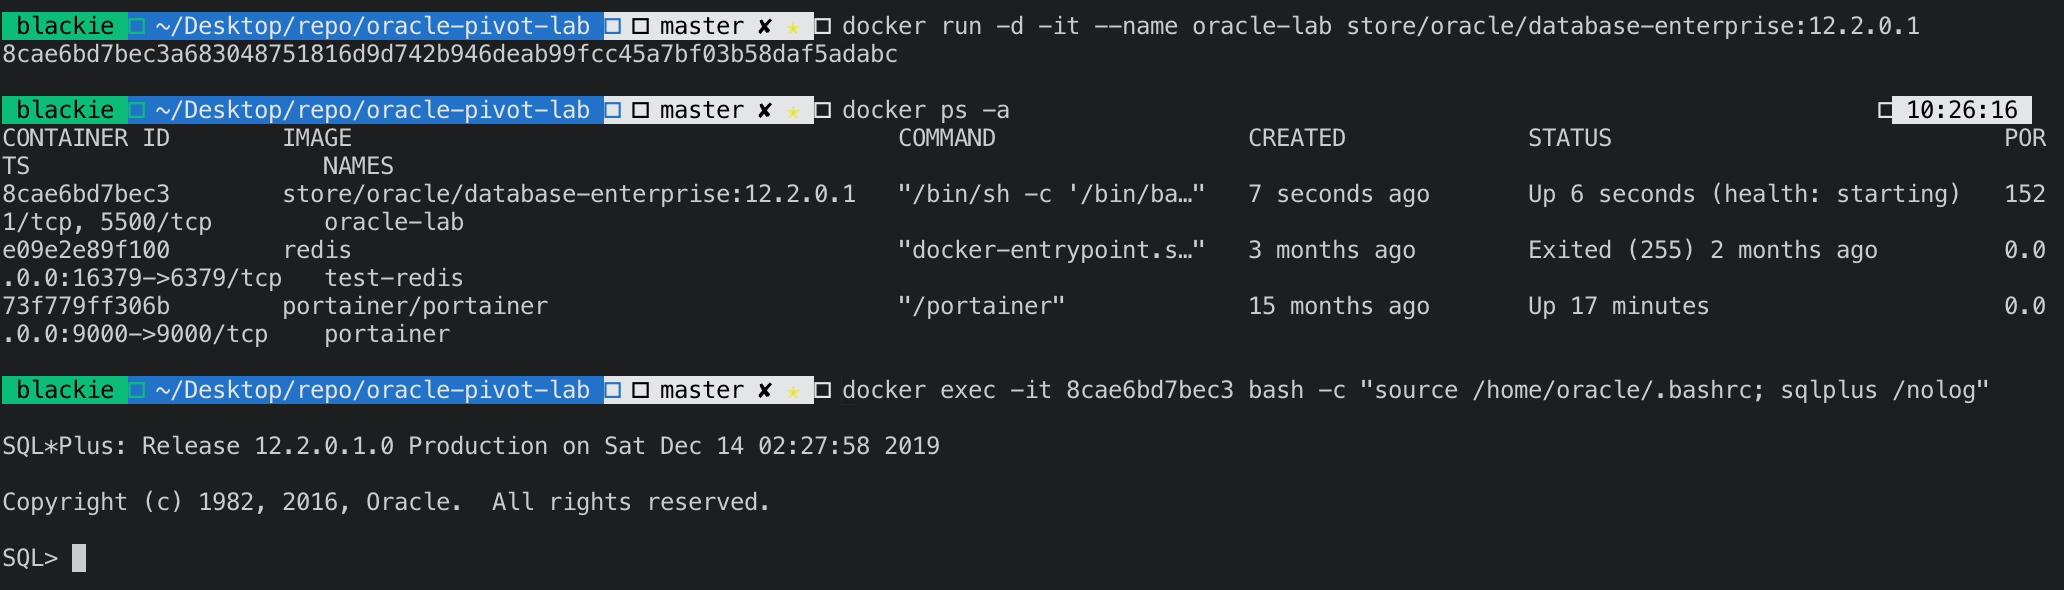 blackie ~/Desktop/repo/oracle-pivot-lab master ✘ ★ docker run -d -it --name oracle-lab store/oracle/database-enterprise:12.2.0.1
8cae6bd7bec3a683048751816d9d742b946deab99fcc45a7bf03b58daf5adabc
blackie ~/Desktop/repo/oracle-pivot-lab master ✘ ★ docker ps -a 10:26:16
CONTAINER ID IMAGE COMMAND CREATED STATUS POR
TS NAMES
8cae6bd7bec3 store/oracle/database-enterprise:12.2.0.1 "/bin/sh -c '/bin/ba…" 7 seconds ago Up 6 seconds (health: starting) 152
1/tcp, 5500/tcp oracle-lab
e09e2e89f100 redis "docker-entrypoint.s…" 3 months ago Exited (255) 2 months ago 0.0
.0.0:16379->6379/tcp test-redis
73f779ff306b portainer/portainer "/portainer" 15 months ago Up 17 minutes 0.0
.0.0:9000->9000/tcp portainer
blackie ~/Desktop/repo/oracle-pivot-lab master ✘ ★ docker exec -it 8cae6bd7bec3 bash -c "source /home/oracle/.bashrc; sqlplus /nolog"
SQL*Plus: Release 12.2.0.1.0 Production on Sat Dec 14 02:27:58 2019
Copyright (c) 1982, 2016, Oracle.  All rights reserved.
SQL>